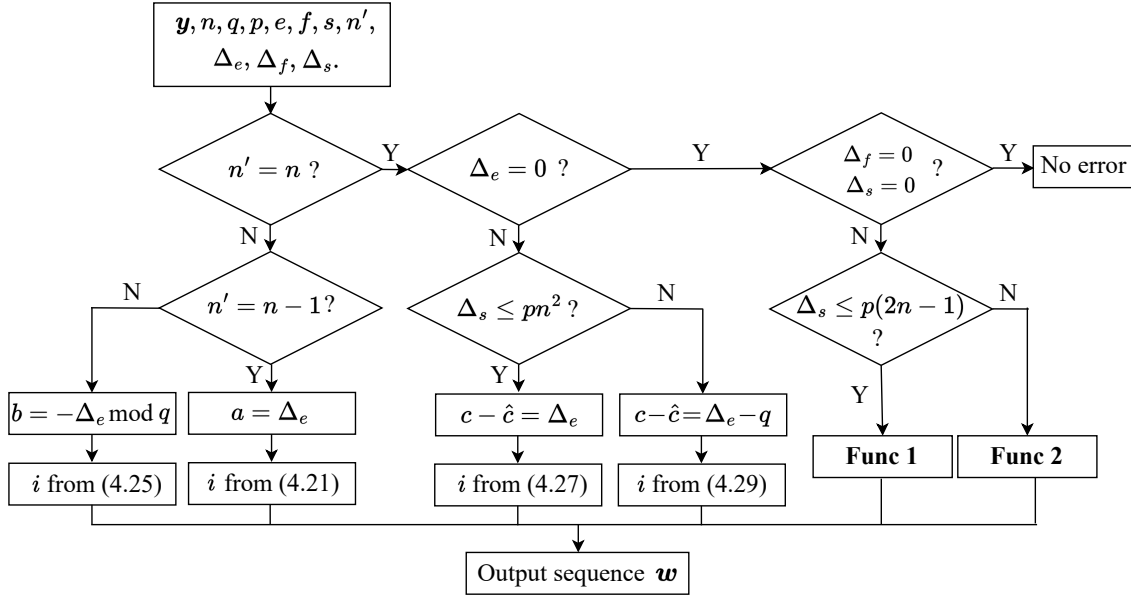 y, n, q, p, e, f, s, n′,
Δ_e, Δ_f, Δ_s.
n′ = n ?
Y
Δ_e = 0 ?
Y
Δ_f = 0
Δ_s = 0
?
Y
No error
N
N
N
N
n′ = n − 1?
Δ_s ≤ pn² ?
N
Δ_s ≤ p(2n − 1)
?
N
Y
Y
Y
b = −Δ_e mod q
a = Δ_e
c − ĉ = Δ_e
c − ĉ = Δ_e − q
Func 1
Func 2
i from (4.25)
i from (4.21)
i from (4.27)
i from (4.29)
Output sequence w